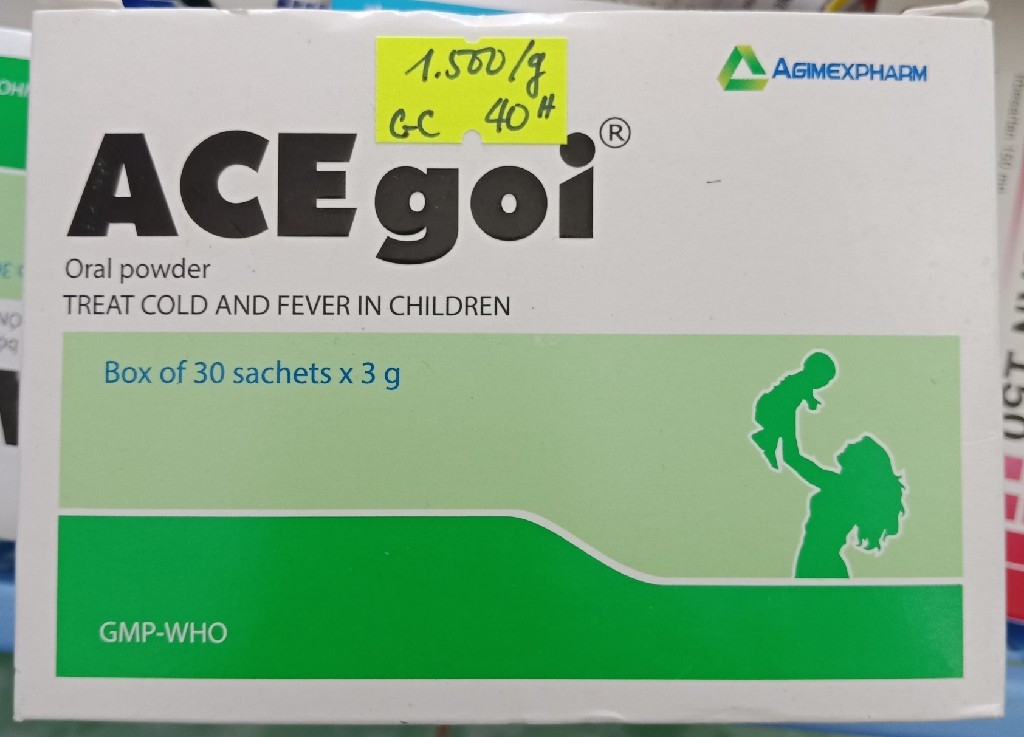 1.500/g
GC 40H
AGIMEXPHARM
ACEgoi®
Oral powder
TREAT COLD AND FEVER IN CHILDREN
Box of 30 sachets x 3 g
GMP-WHO
150